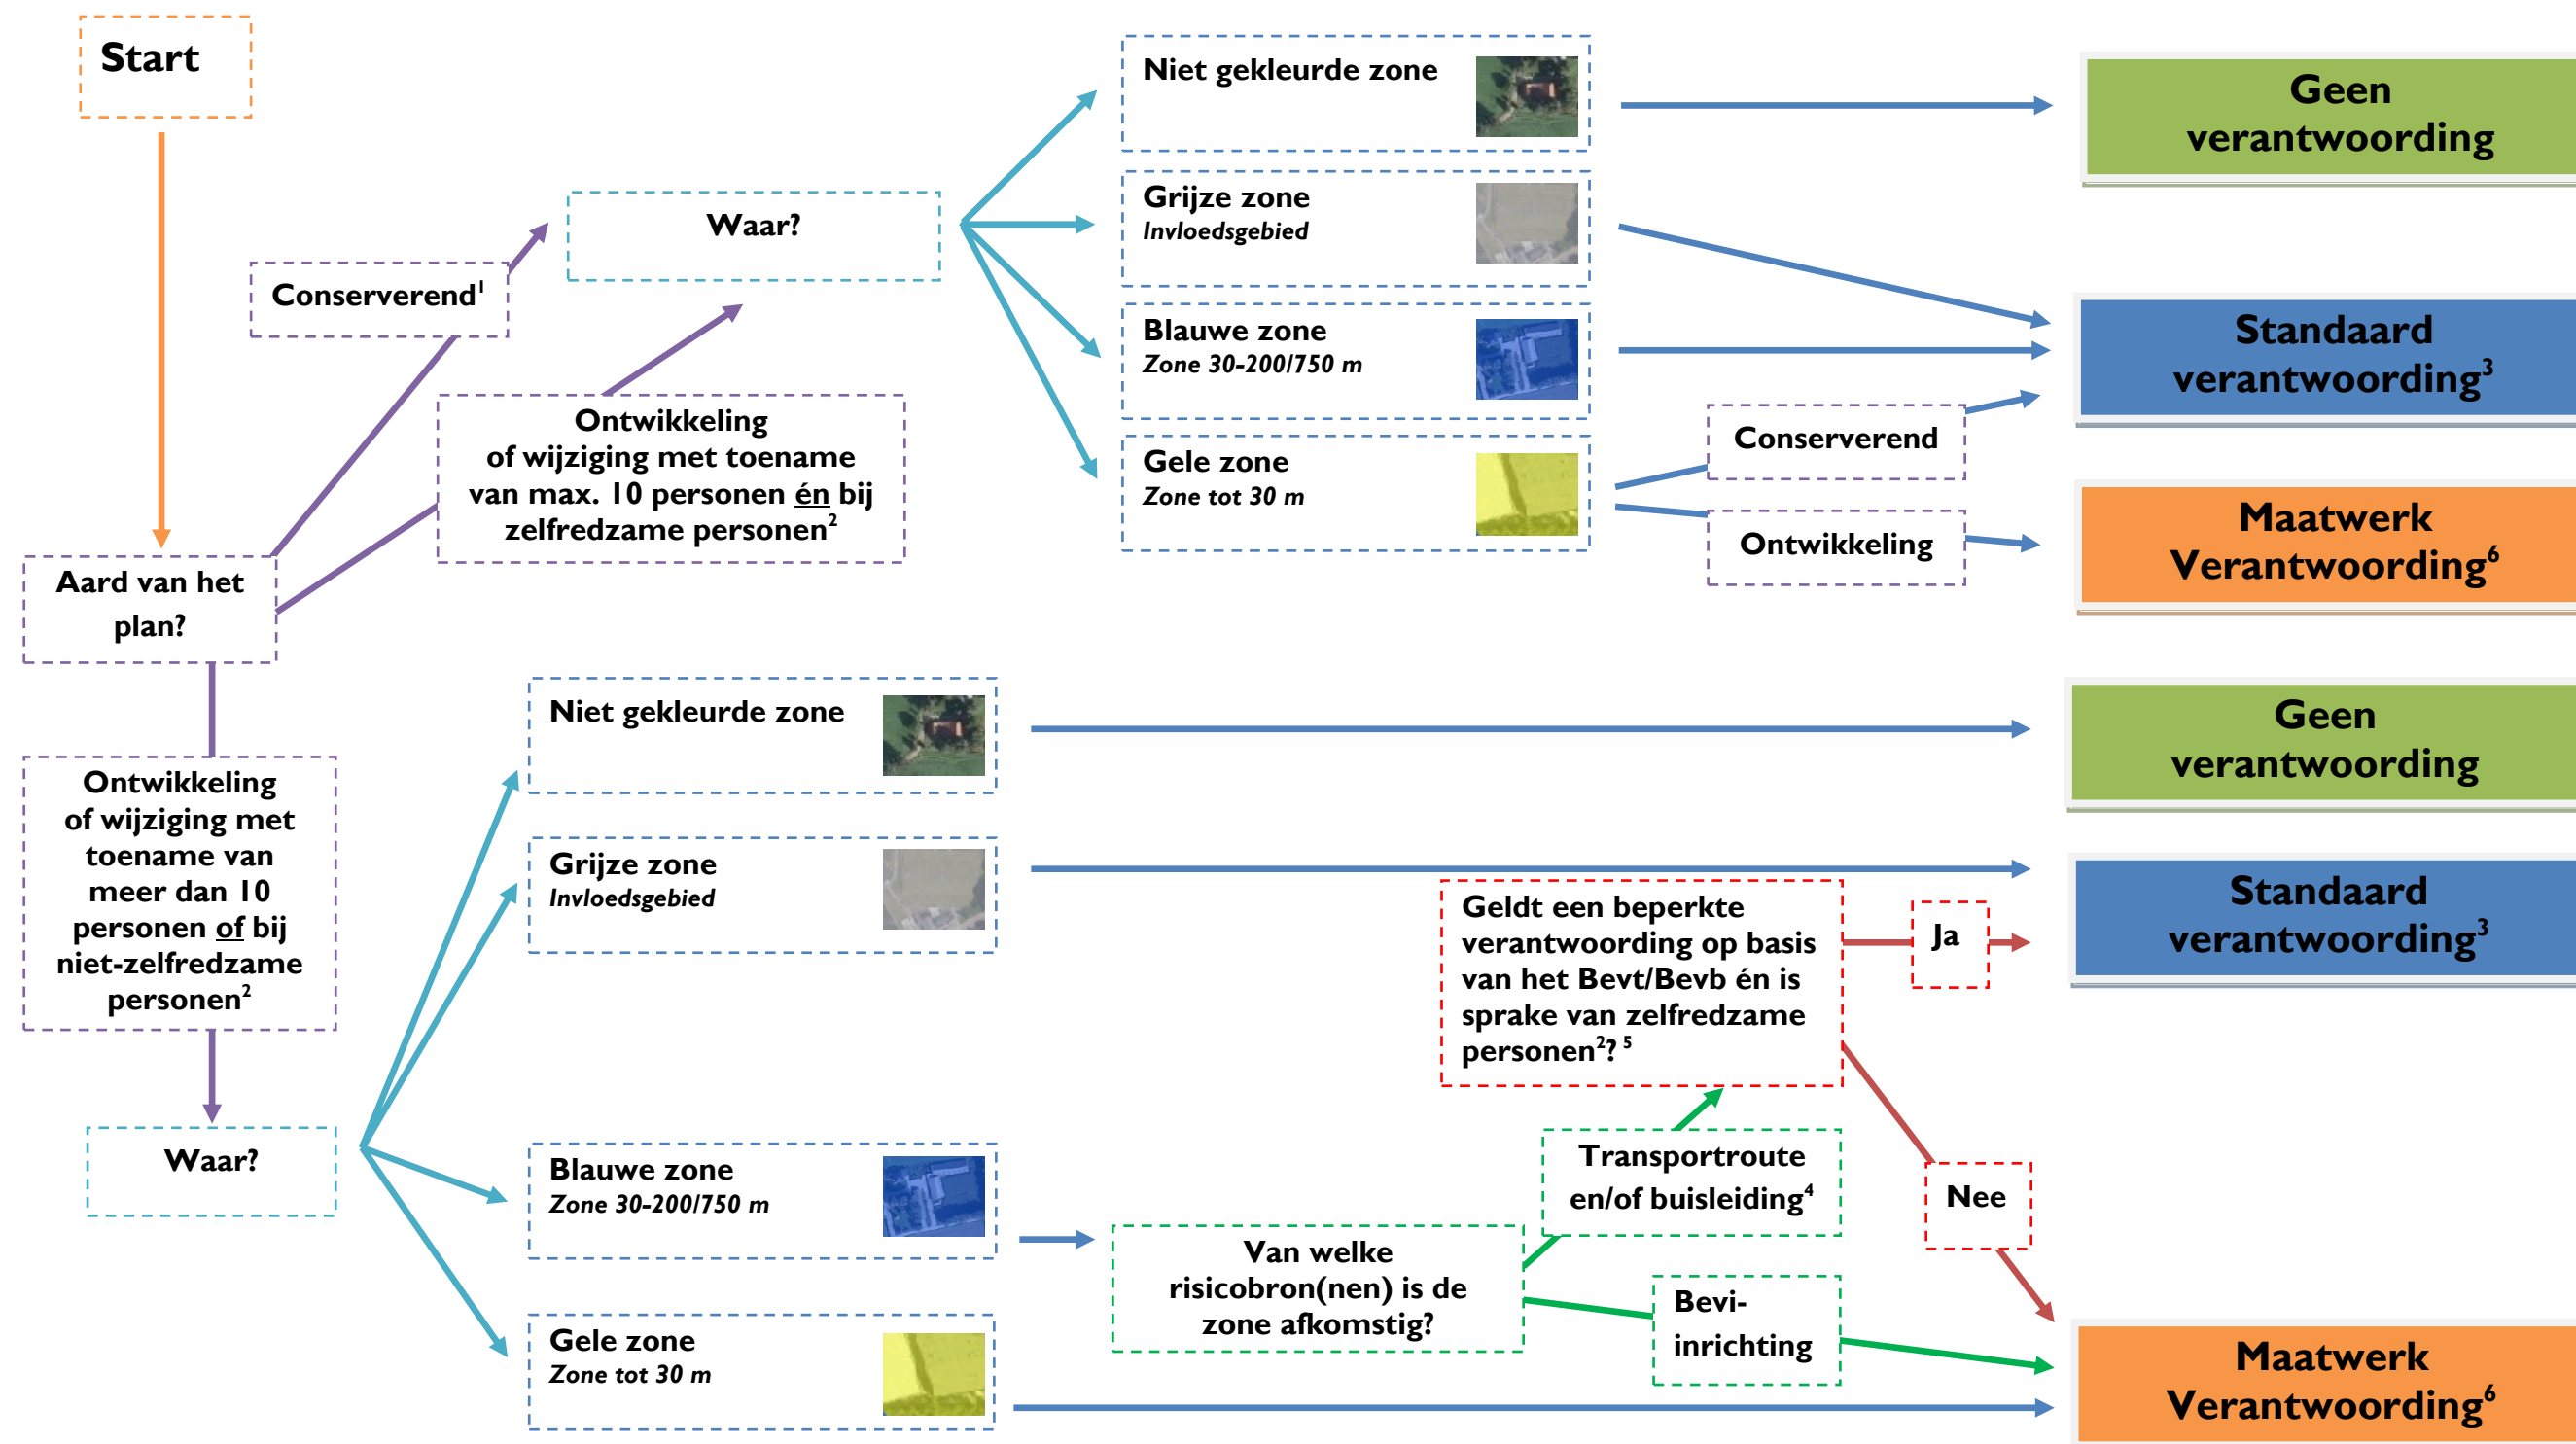 Start
Aard van het
plan?
Conserverend¹
Ontwikkeling
of wijziging met toename
van max. 10 personen én bij
zelfredzame personen²
Waar?
Niet gekleurde zone
Grijze zone
Invloedsgebied
Blauwe zone
Zone 30-200/750 m
Gele zone
Zone tot 30 m
Conserverend
Ontwikkeling
Geen
verantwoording
Standaard
verantwoording³
Maatwerk
Verantwoording⁶
Ontwikkeling
of wijziging met
toename van
meer dan 10
personen of bij
niet-zelfredzame
personen²
Waar?
Niet gekleurde zone
Grijze zone
Invloedsgebied
Blauwe zone
Zone 30-200/750 m
Gele zone
Zone tot 30 m
Van welke
risicobron(nen) is de
zone afkomstig?
Transportroute
en/of buisleiding⁴
Bevi-
inrichting
Geldt een beperkte
verantwoording op basis
van het Bevt/Bevb én is
sprake van zelfredzame
personen²? ⁵
Ja
Nee
Geen
verantwoording
Standaard
verantwoording³
Maatwerk
Verantwoording⁶